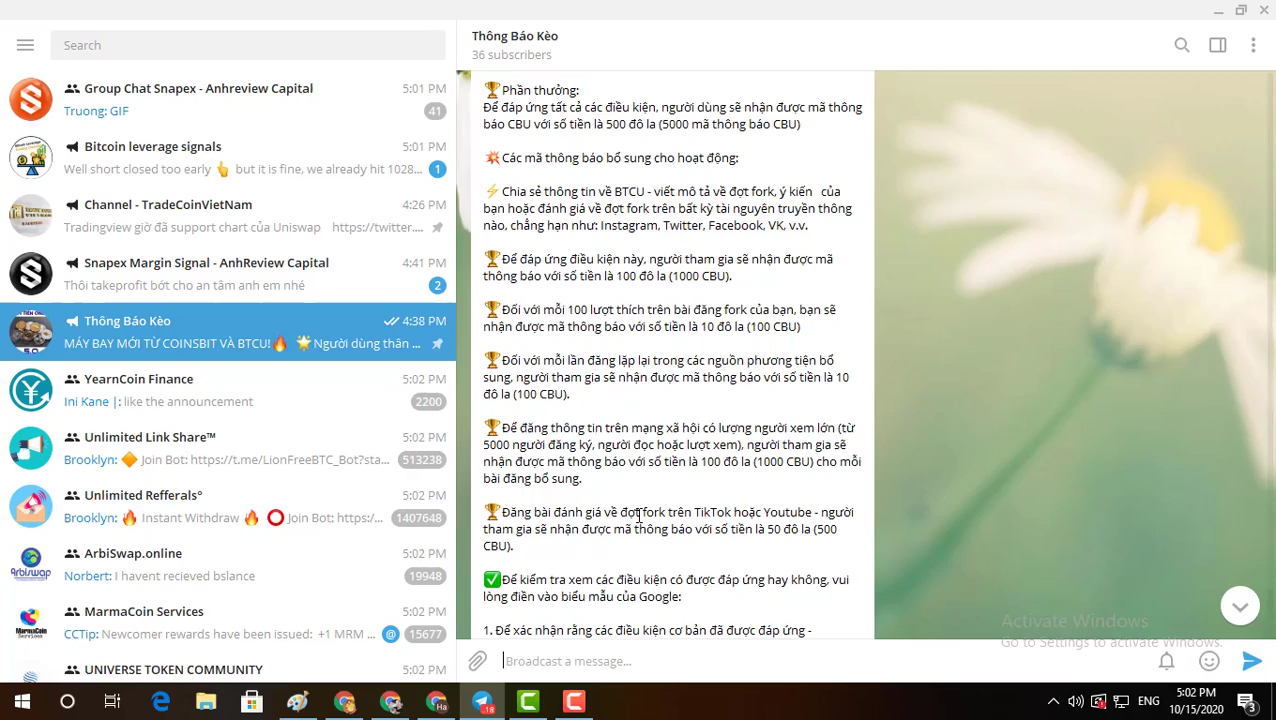 Search
Group Chat Snapex - Anhreview Capital
5:01 PM
Truong: GIF
41
Bitcoin leverage signals
5:01 PM
Well short closed too early 👆 but it is fine, we already hit 1028...
1
Channel - TradeCoinVietNam
4:26 PM
Tradingview giờ đã support chart của Uniswap https://twitter....
Snapex Margin Signal - AnhReview Capital
4:41 PM
Thôi takeprofit bớt cho an tâm anh em nhé
2
Thông Báo Kèo
4:38 PM
MÁY BAY MỚI TỪ COINSBIT VÀ BTCU!🔥 🌟Người dùng thân ...
YearnCoin Finance
5:02 PM
Ini Kane |: like the announcement
2200
Unlimited Link Share™
5:02 PM
Brooklyn: 🔶 Join Bot: https://t.me/LionFreeBTC_Bot?sta...
513238
Unlimited Refferals°
5:02 PM
Brooklyn: 🔥 Instant Withdraw 🔥 ⭕ Join Bot: https:/...
1407648
ArbiSwap.online
5:02 PM
Norbert: I havent recieved bslance
19948
MarmaCoin Services
5:02 PM
CCTip: Newcomer rewards have been issued: +1 MRM ...
@ 15677
UNIVERSE TOKEN COMMUNITY
5:02 PM
Thông Báo Kèo
36 subscribers
🏆Phần thưởng:
Để đáp ứng tất cả các điều kiện, người dùng sẽ nhận được mã thông
báo CBU với số tiền là 500 đô la (5000 mã thông báo CBU)
💥Các mã thông báo bổ sung cho hoạt động:
⚡Chia sẻ thông tin về BTCU - viết mô tả về đợt fork, ý kiến của
bạn hoặc đánh giá về đợt fork trên bất kỳ tài nguyên truyền thông
nào, chẳng hạn như: Instagram, Twitter, Facebook, VK, v.v.
🏆Để đáp ứng điều kiện này, người tham gia sẽ nhận được mã
thông báo với số tiền là 100 đô la (1000 CBU).
🏆Đối với mỗi 100 lượt thích trên bài đăng fork của bạn, bạn sẽ
nhận được mã thông báo với số tiền là 10 đô la (100 CBU)
🏆Đối với mỗi lần đăng lặp lại trong các nguồn phương tiện bổ
sung, người tham gia sẽ nhận được mã thông báo với số tiền là 10
đô la (100 CBU).
🏆Để đăng thông tin trên mạng xã hội có lượng người xem lớn (từ
5000 người đăng ký, người đọc hoặc lượt xem), người tham gia sẽ
nhận được mã thông báo với số tiền là 100 đô la (1000 CBU) cho mỗi
bài đăng bổ sung.
🏆Đăng bài đánh giá về đợt fork trên TikTok hoặc Youtube - người
tham gia sẽ nhận được mã thông báo với số tiền là 50 đô la (500
CBU).
✅Để kiểm tra xem các điều kiện có được đáp ứng hay không, vui
lòng điền vào biểu mẫu của Google:
1. Để xác nhận rằng các điều kiện cơ bản đã được đáp ứng -
Activate Windows
Go to Settings to activate Windows.
Broadcast a message...
18
Ha
ENG
5:02 PM
10/15/2020
3